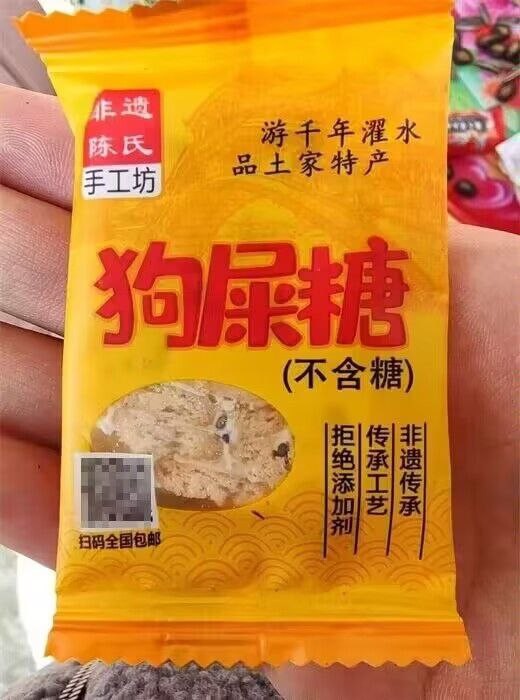 非遗
陈氏
手工坊
游千年濯水
品土家特产
狗屎糖
(不含糖)
非遗传承
传承工艺
拒绝添加剂
扫码全国包邮